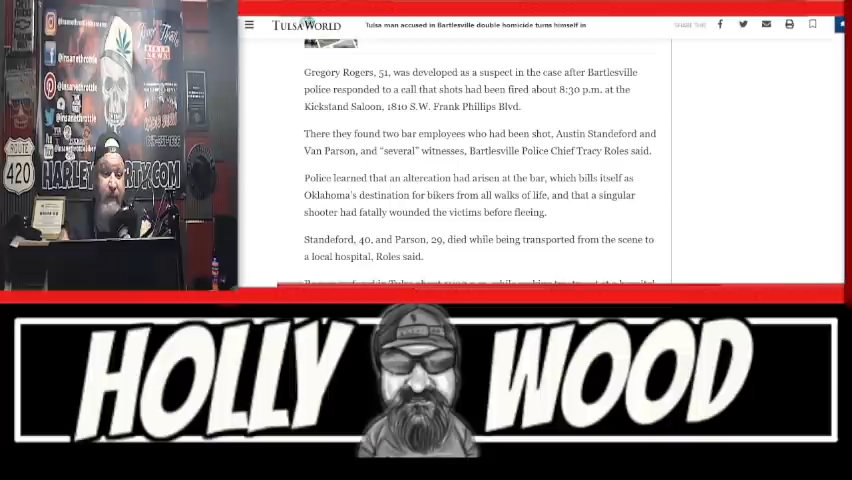 TULSA WORLD
Tulsa man accused in Bartlesville double homicide turns himself in
SHARE THIS
Gregory Rogers, 51, was developed as a suspect in the case after Bartlesville
police responded to a call that shots had been fired about 8:30 p.m. at the
Kickstand Saloon, 1810 S.W. Frank Phillips Blvd.
There they found two bar employees who had been shot, Austin Standeford and
Van Parson, and “several” witnesses, Bartlesville Police Chief Tracy Roles said.
Police learned that an altercation had arisen at the bar, which bills itself as
Oklahoma's destination for bikers from all walks of life, and that a singular
shooter had fatally wounded the victims before fleeing.
Standeford, 40, and Parson, 29, died while being transported from the scene to
a local hospital, Roles said.
@insanethrottle
@insanethrottle
ROUTE
420
HARLEY
HOLLY WOOD